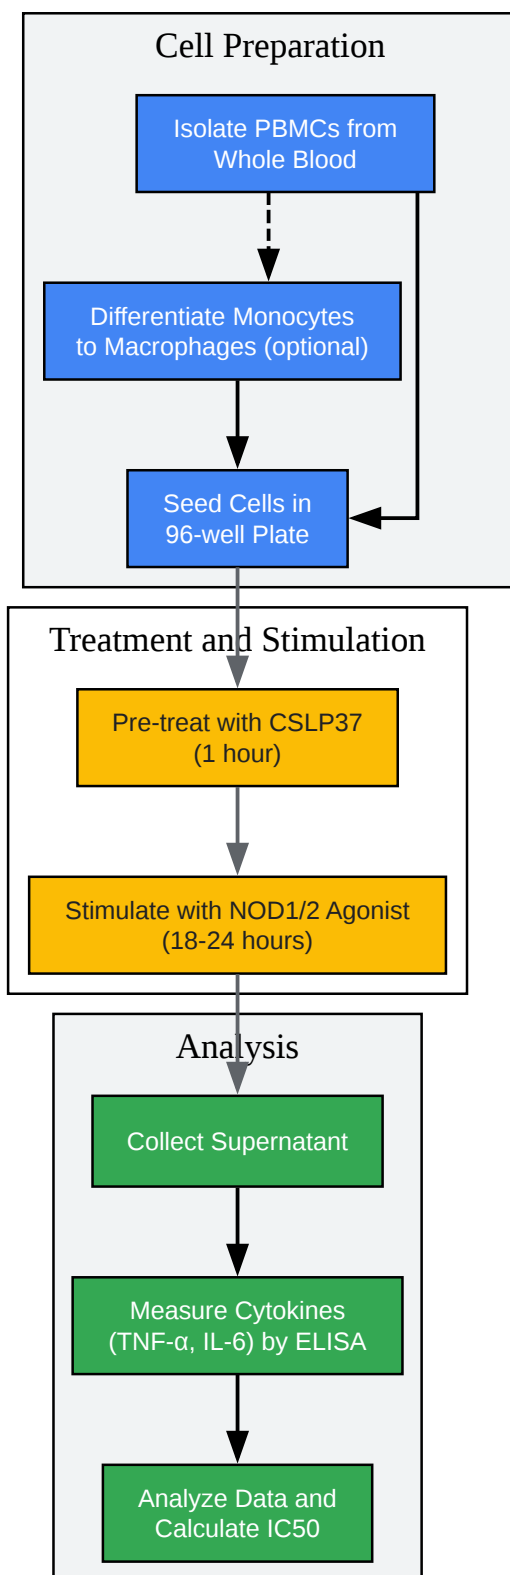 Cell Preparation
Isolate PBMCs from
Whole Blood
Differentiate Monocytes
to Macrophages (optional)
Seed Cells in
96-well Plate
Treatment and Stimulation
Pre-treat with CSLP37
(1 hour)
Stimulate with NOD1/2 Agonist
(18-24 hours)
Analysis
Collect Supernatant
Measure Cytokines
(TNF-α, IL-6) by ELISA
Analyze Data and
Calculate IC50